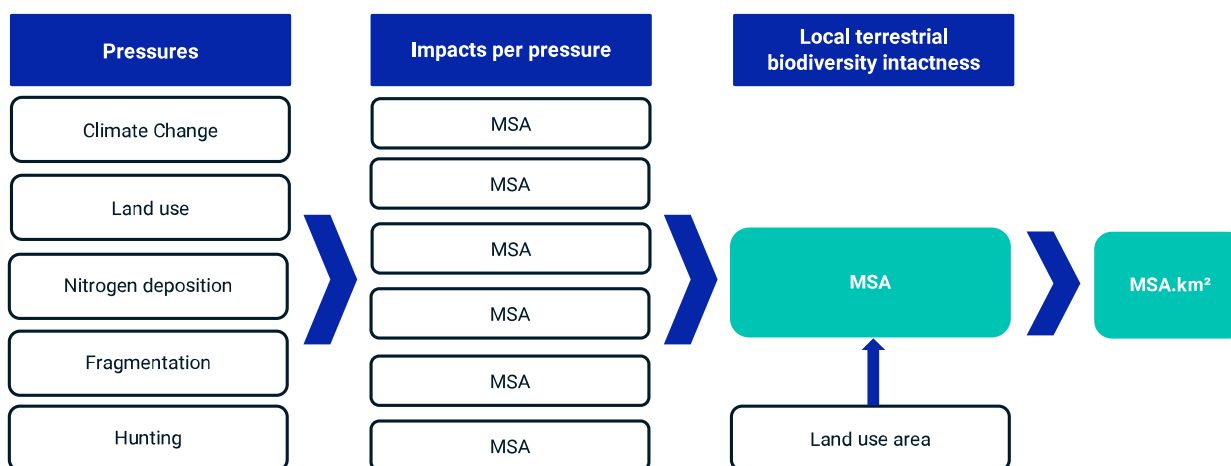 Pressures
Impacts per pressure
Local terrestrial
biodiversity intactness
Climate Change
Land use
Nitrogen deposition
Fragmentation
Hunting
MSA
MSA
MSA
MSA
MSA
MSA
MSA
Land use area
MSA.km²